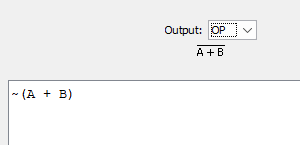 Output: OP
A + B
~(A + B)